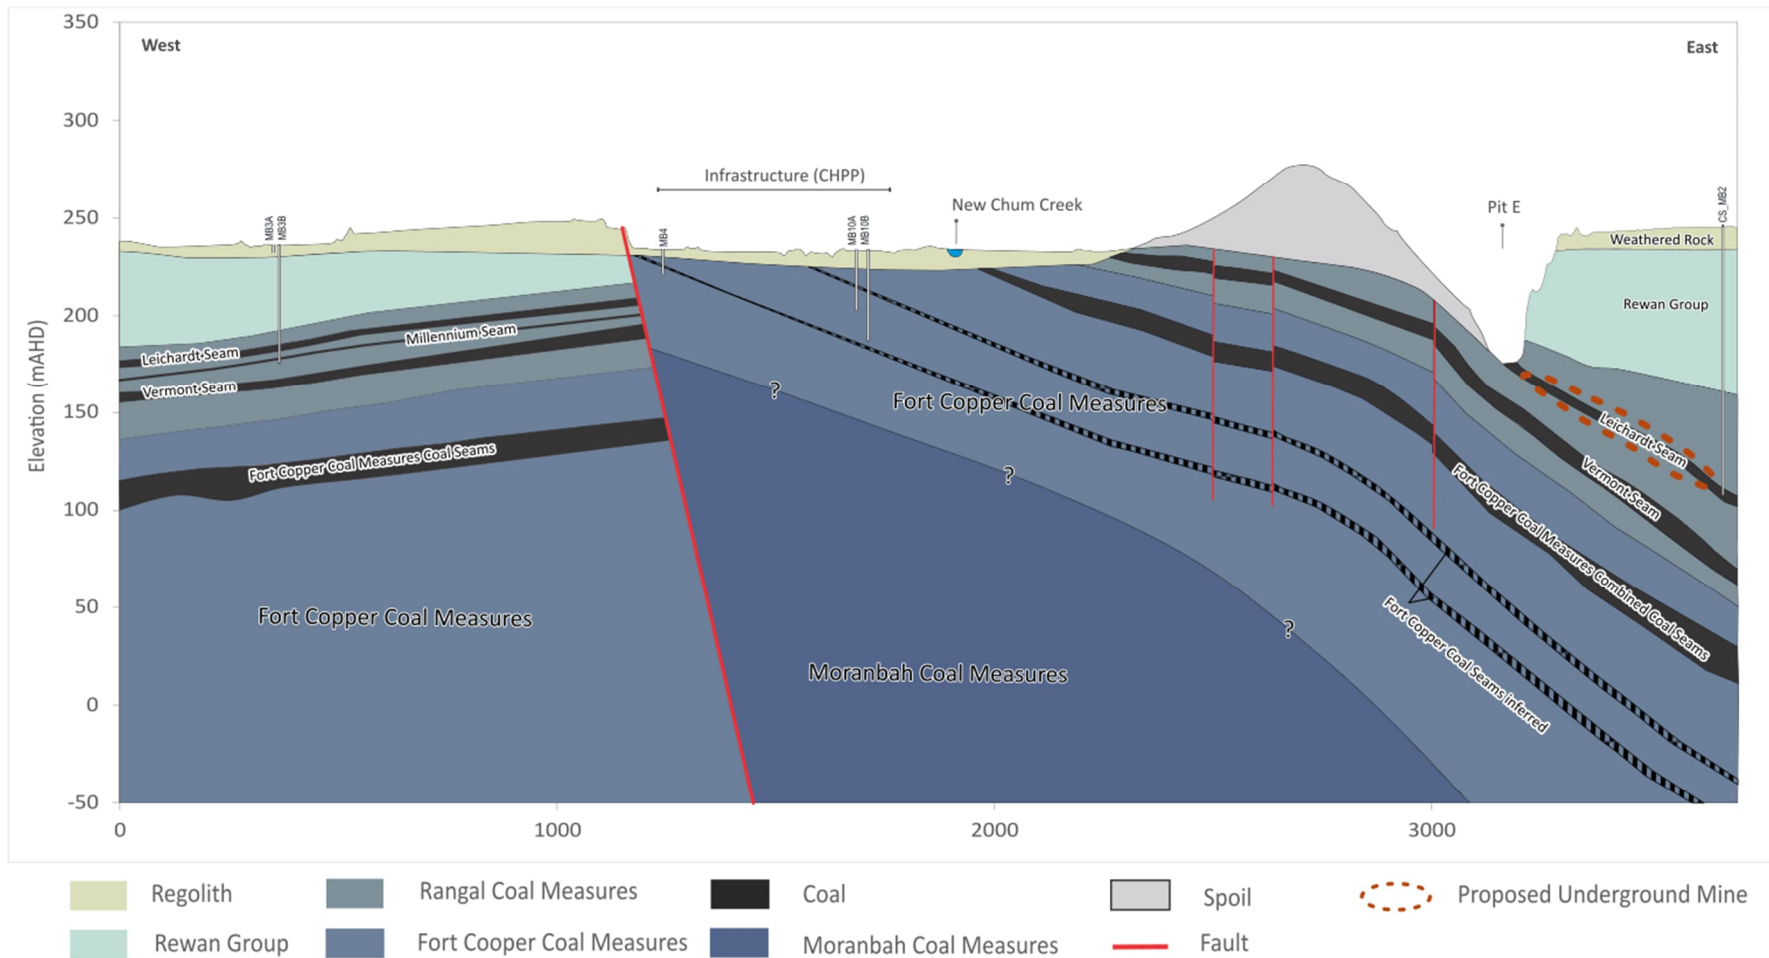 350
West
East
300
Infrastructure (CHPP)
250
MB3A
MB3B
MB4
MB10A
MB10B
New Chum Creek
Pit E
CS_MB2
Weathered Rock
Rewan Group
200
Leichardt Seam
Millennium Seam
Vermont Seam
150
?
Fort Copper Coal Measures
Leichardt Seam
Fort Copper Coal Measures Coal Seams
?
Vermont Seam
Fort Copper Coal Measures Combined Coal Seams
100
50
Fort Copper Coal Measures
?
Fort Copper Coal Seams inferred
Moranbah Coal Measures
0
-50
Elevation (mAHD)
0
1000
2000
3000
Regolith
Rangal Coal Measures
Coal
Spoil
Proposed Underground Mine
Rewan Group
Fort Cooper Coal Measures
Moranbah Coal Measures
Fault